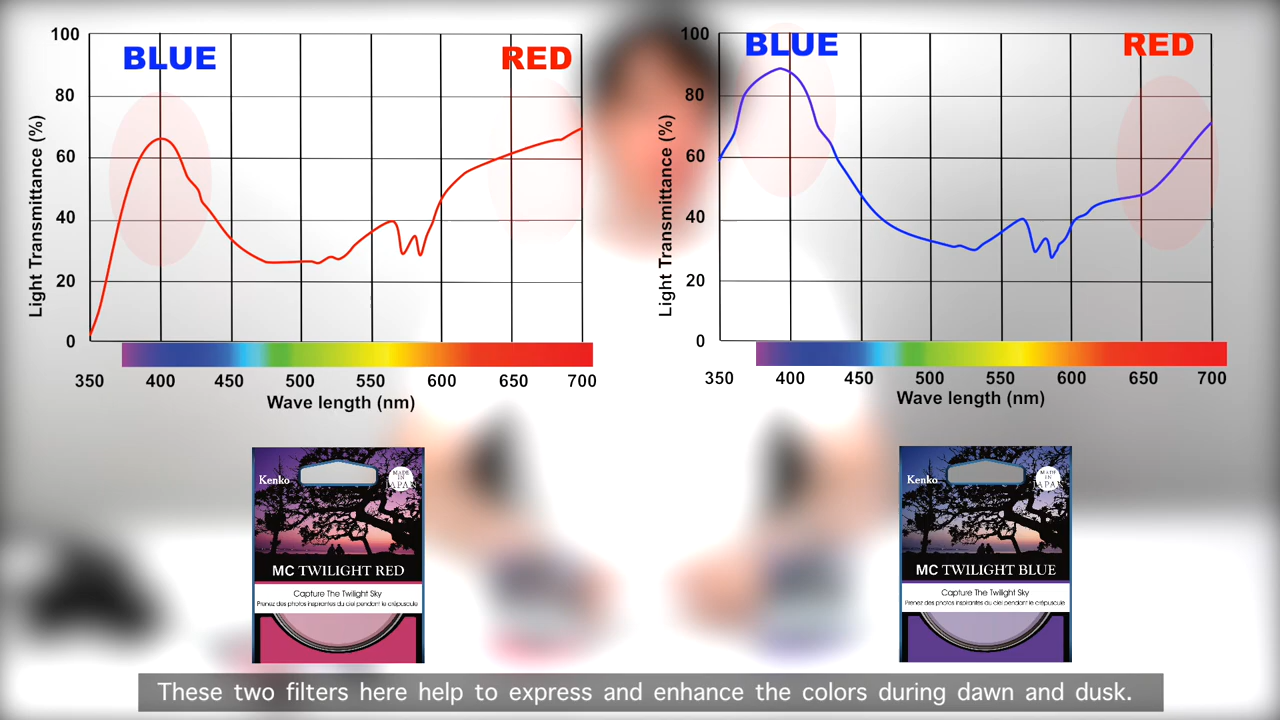 100
BLUE
RED
80
60
40
20
0
Light Transmittance (%)
350 400 450 500 550 600 650 700
Wave length (nm)
100
BLUE
RED
80
60
40
20
0
Light Transmittance (%)
350 400 450 500 550 600 650 700
Wave length (nm)
Kenko
MADE
IN
JAPAN
MC TWILIGHT RED
Capture The Twilight Sky
Prenez des photos inspirantes du ciel pendant le crépuscule
Kenko
MADE
IN
JAPAN
MC TWILIGHT BLUE
Capture The Twilight Sky
Prenez des photos inspirantes du ciel pendant le crépuscule
These two filters here help to express and enhance the colors during dawn and dusk.